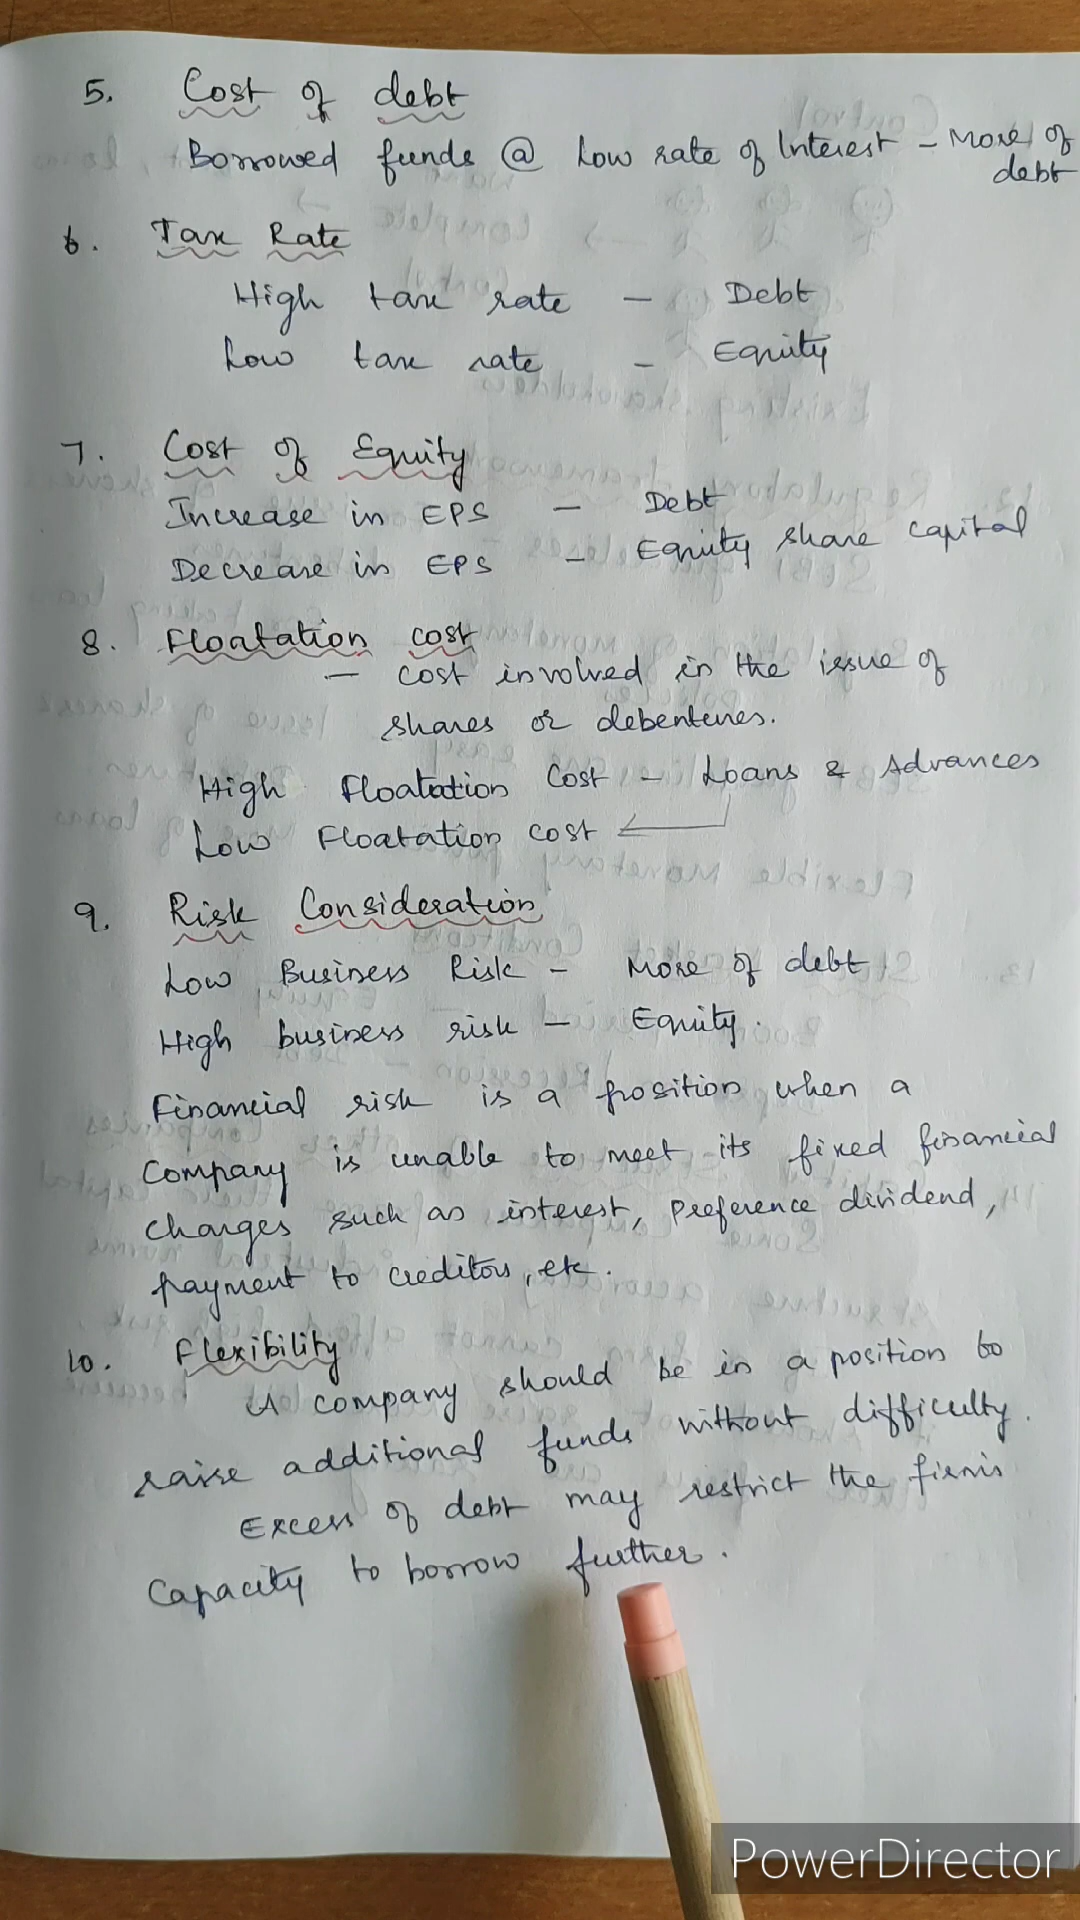 5. Cost of debt
Borrowed funds @ Low rate of Interest - More of debt
6. Tax Rate
High tax rate - Debt
Low tax rate - Equity
7. Cost of Equity
Increase in EPS - Debt
Decrease in EPS - Equity share capital
8. Floatation cost
- cost involved in the issue of
shares or debentures.
High Floatation Cost - Loans & Advances
Low Floatation cost
9. Risk Consideration
Low Business Risk - More of debt
High business risk - Equity.
Financial risk is a position when a
Company is unable to meet its fixed financial
charges such as interest, Preference dividend,
payment to creditors, etc.
10. Flexibility
A company should be in a position to
raise additional funds without difficulty.
Excess of debt may restrict the firm's
Capacity to borrow further.
PowerDirector